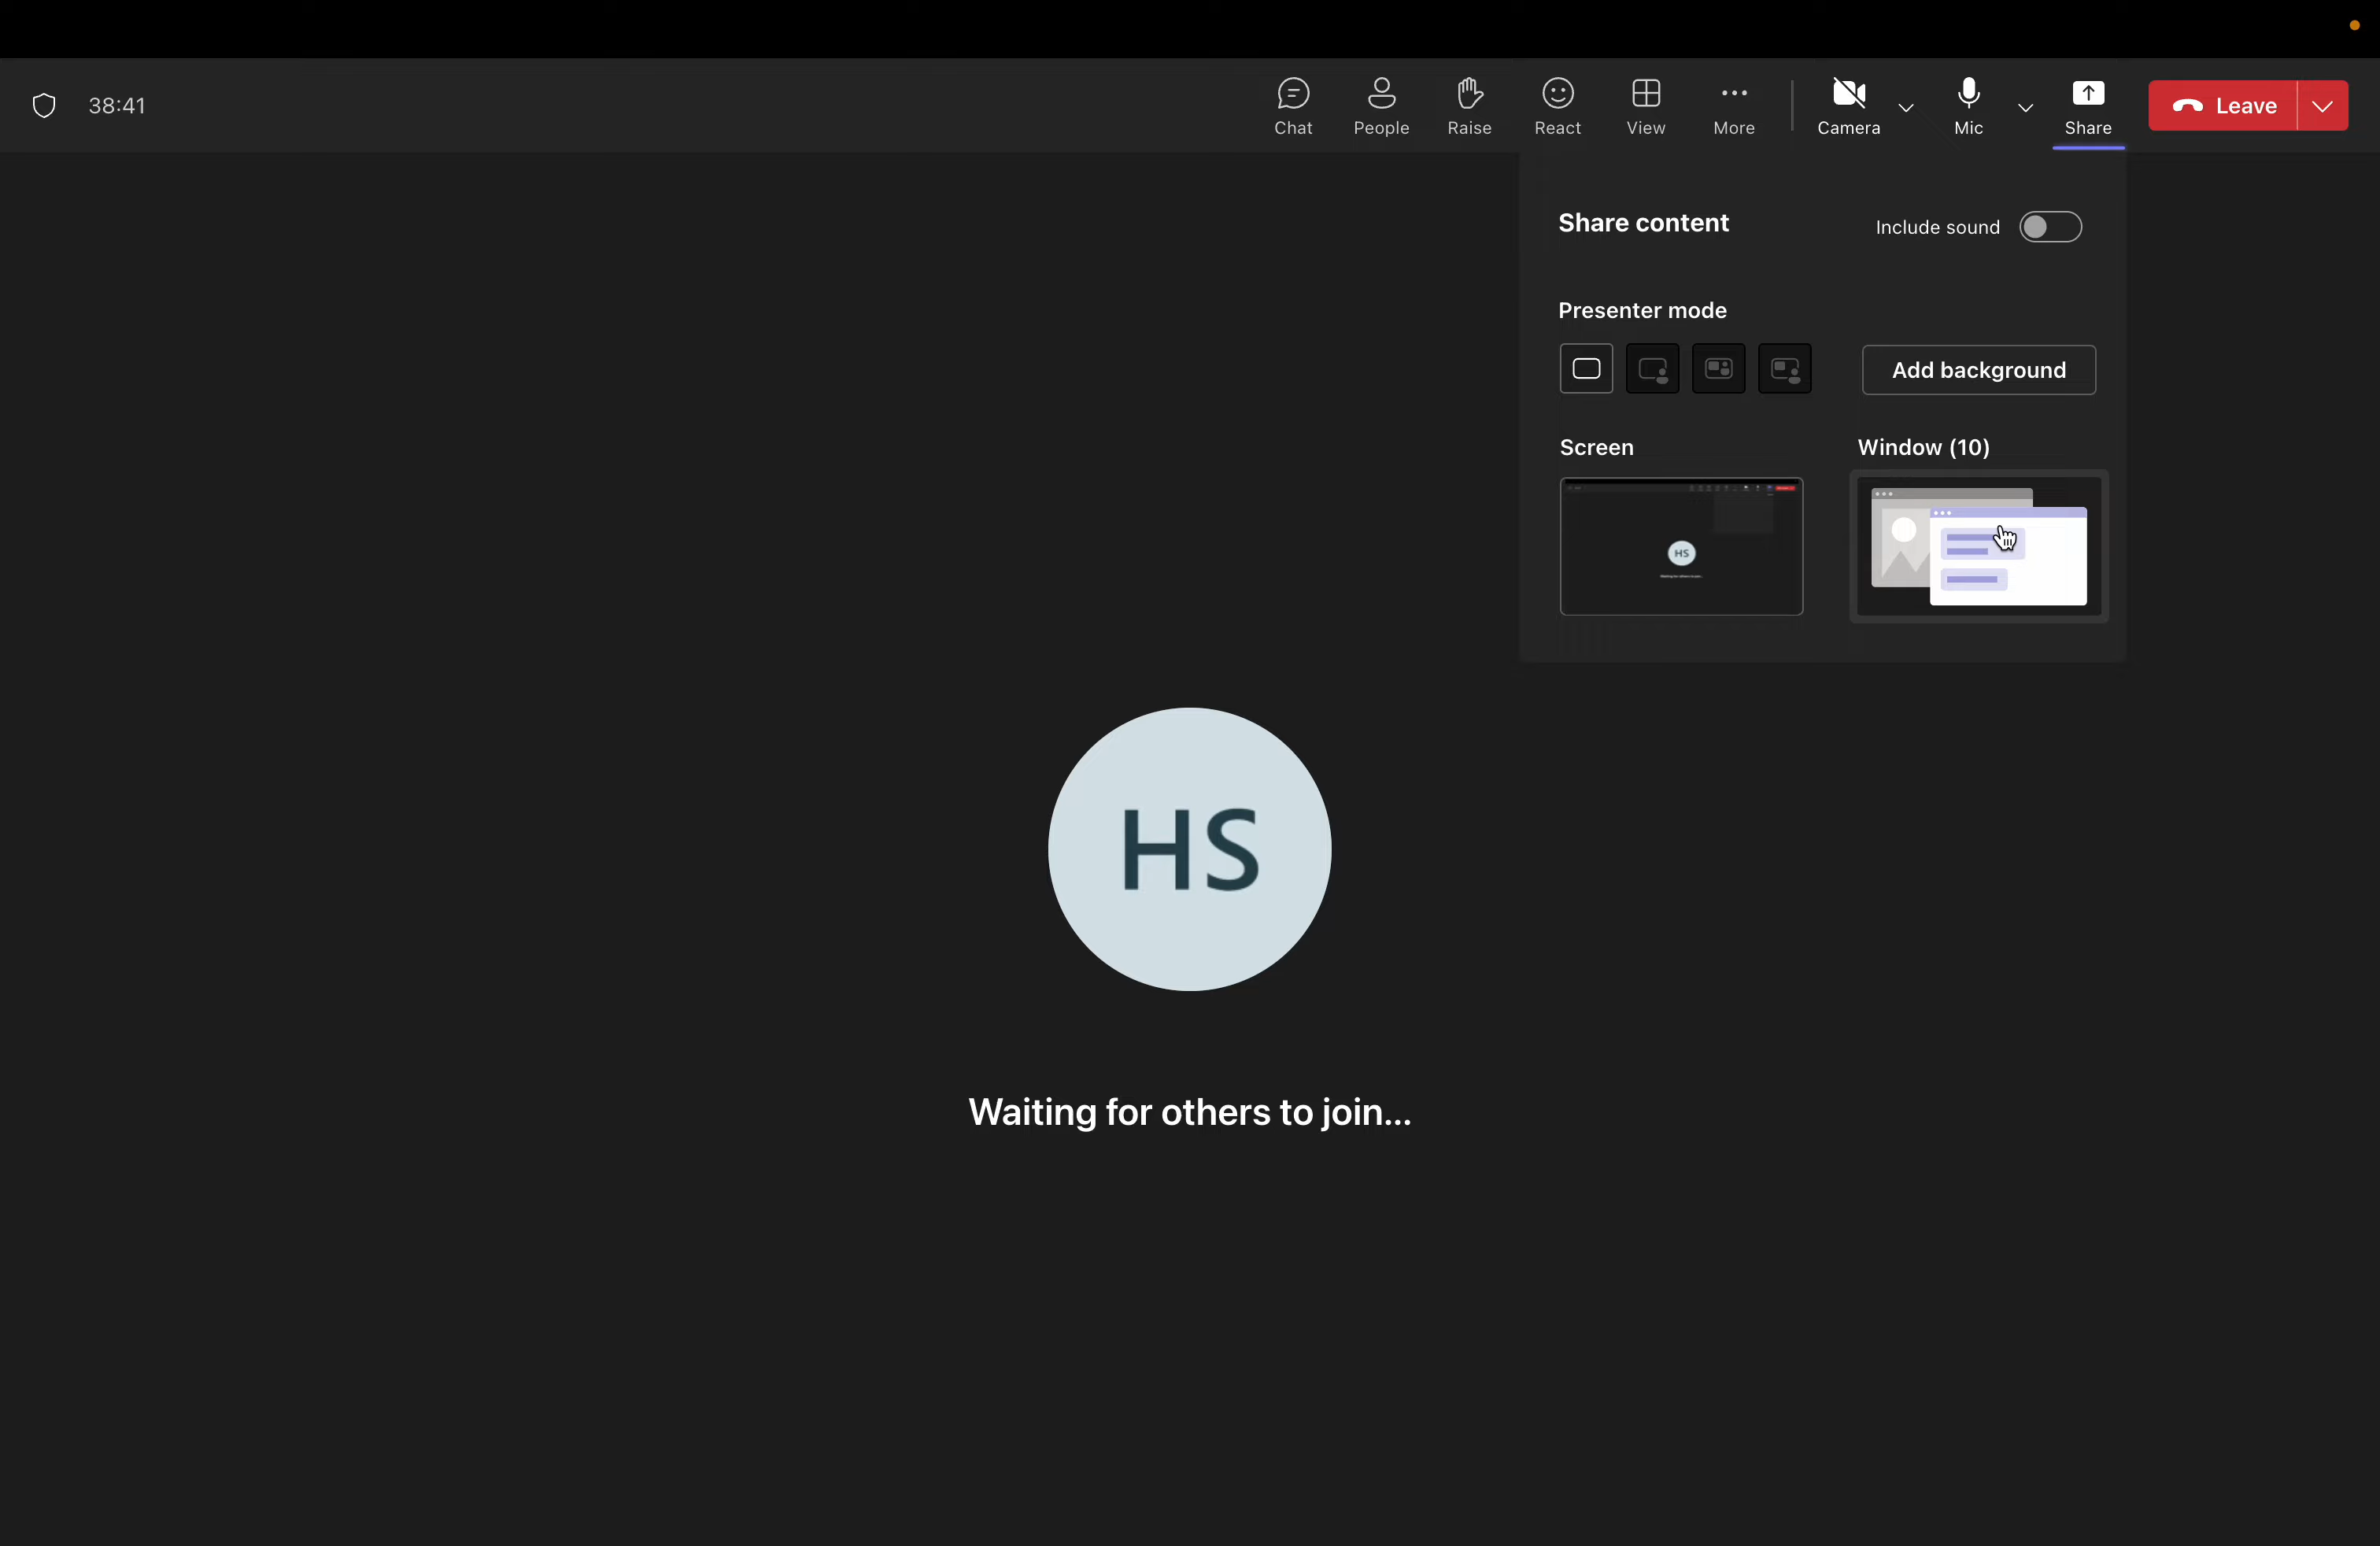 38:41
Chat People Raise React View More Camera Mic Share Leave
Share content Include sound
Presenter mode
Add background
Screen Window (10)
HS
HS
Waiting for others to join...